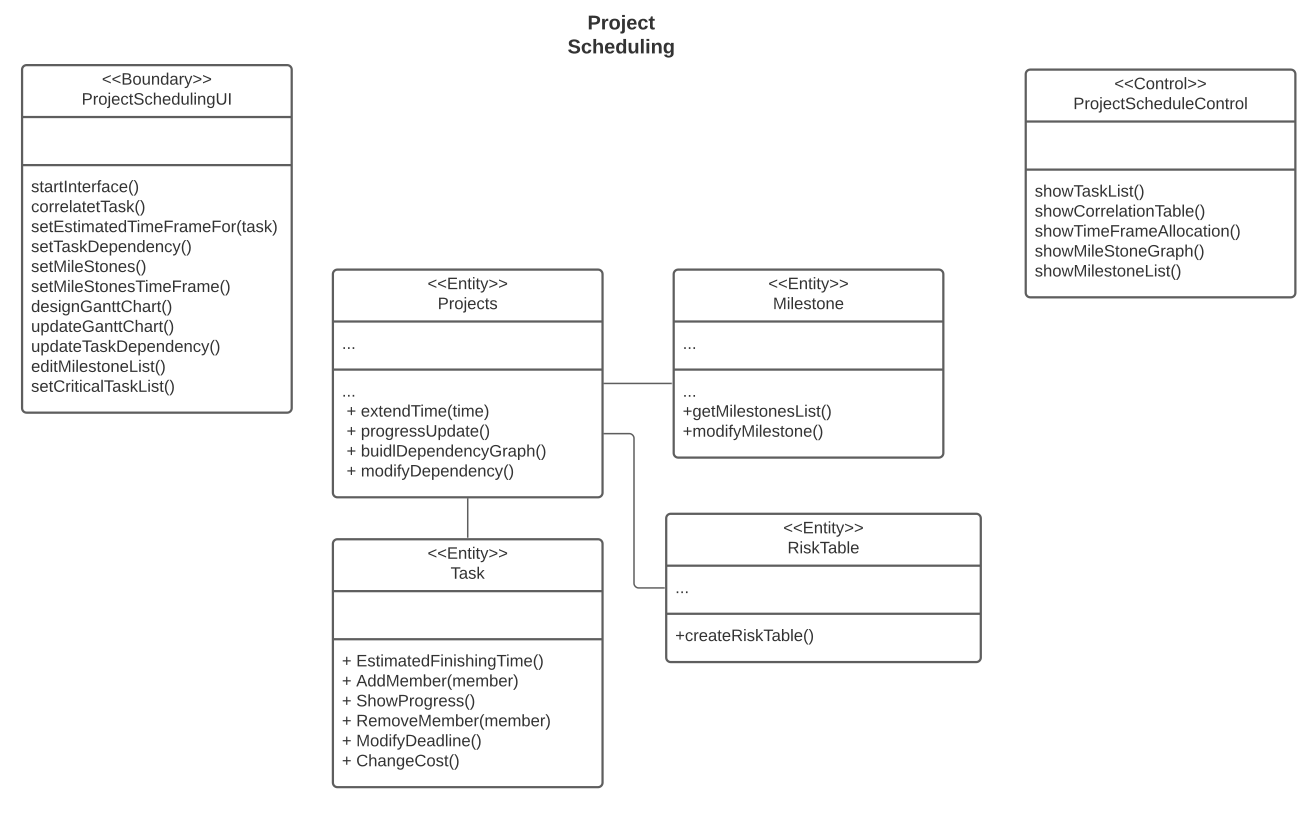 Project
Scheduling
<<Boundary>>
ProjectSchedulingUI
startInterface()
correlatetTask()
setEstimatedTimeFrameFor(task)
setTaskDependency()
setMileStones()
setMileStonesTimeFrame()
designGanttChart()
updateGanttChart()
updateTaskDependency()
editMilestoneList()
setCriticalTaskList()
<<Control>>
ProjectScheduleControl
showTaskList()
showCorrelationTable()
showTimeFrameAllocation()
showMileStoneGraph()
showMilestoneList()
<<Entity>>
Projects
...
...
+ extendTime(time)
+ progressUpdate()
+ buidlDependencyGraph()
+ modifyDependency()
<<Entity>>
Milestone
...
...
+getMilestonesList()
+modifyMilestone()
<<Entity>>
RiskTable
...
+createRiskTable()
<<Entity>>
Task
+ EstimatedFinishingTime()
+ AddMember(member)
+ ShowProgress()
+ RemoveMember(member)
+ ModifyDeadline()
+ ChangeCost()